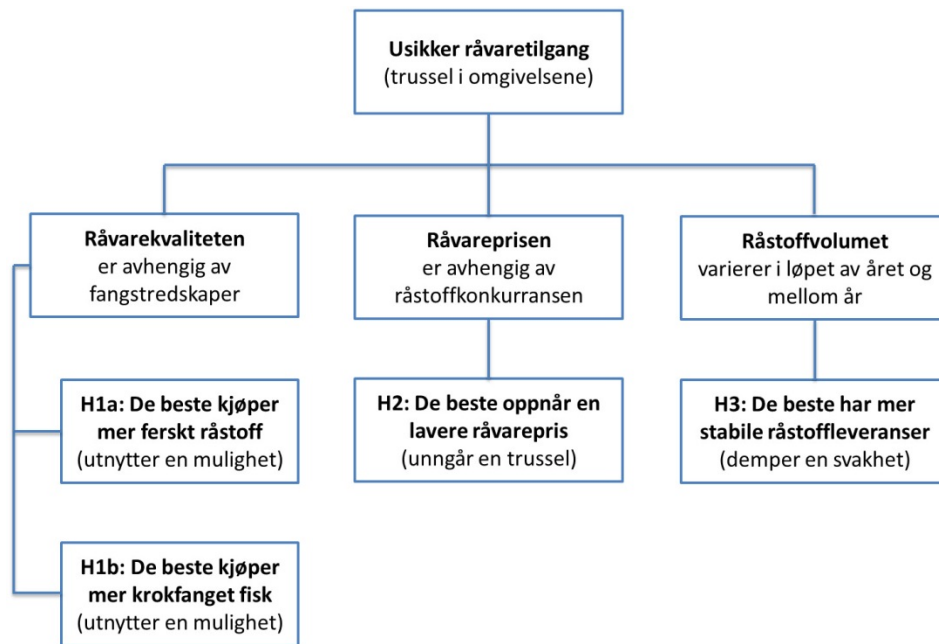 Usikker råvaretilgang
(trussel i omgivelsene)
Råvarekvaliteten
er avhengig av
fangstredskaper
Råvareprisen
er avhengig av
råstoffkonkurransen
Råstoffvolumet
varierer i løpet av året og
mellom år
H1a: De beste kjøper
mer ferskt råstoff
(utnytter en mulighet)
H2: De beste oppnår en
lavere råvarepris
(unngår en trussel)
H3: De beste har mer
stabile råstoffleveranser
(demper en svakhet)
H1b: De beste kjøper
mer krokfanget fisk
(utnytter en mulighet)